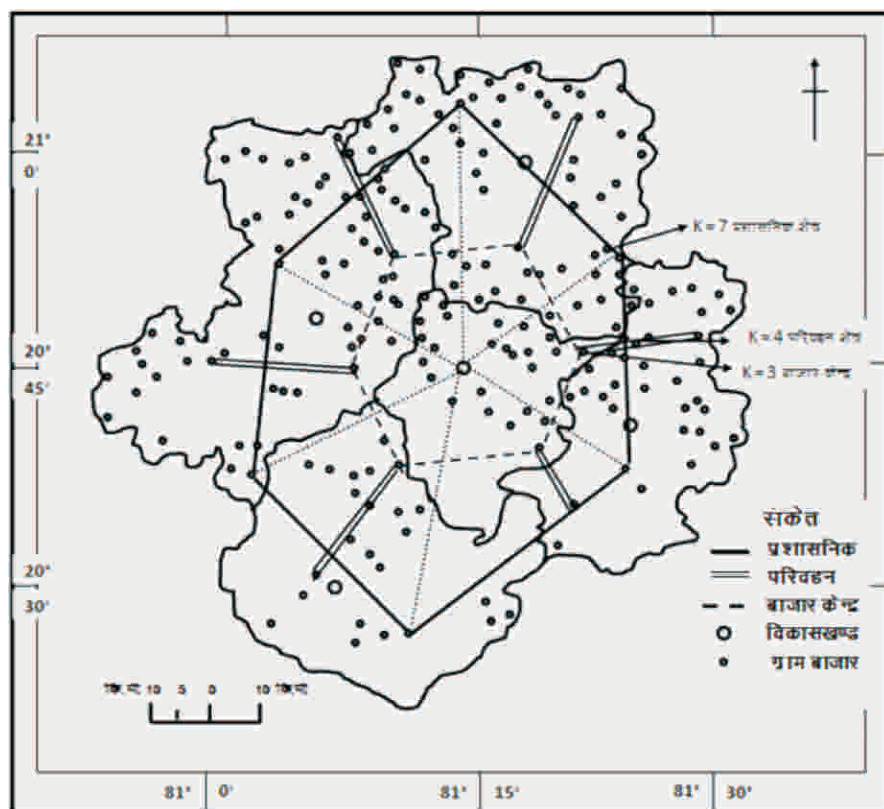 21°
0'
K = 7 प्रशासनिक क्षेत्र
K = 4 परिवहन क्षेत्र
20°
45'
K = 3 बाजार केन्द्र
संकेत
प्रशासनिक
परिवहन
बाजार केन्द्र
विकासखण्ड
ग्राम बाजार
20°
30'
कि.मी. 10 5 0 10 कि.मी.
81° 0' 81° 15' 81° 30'